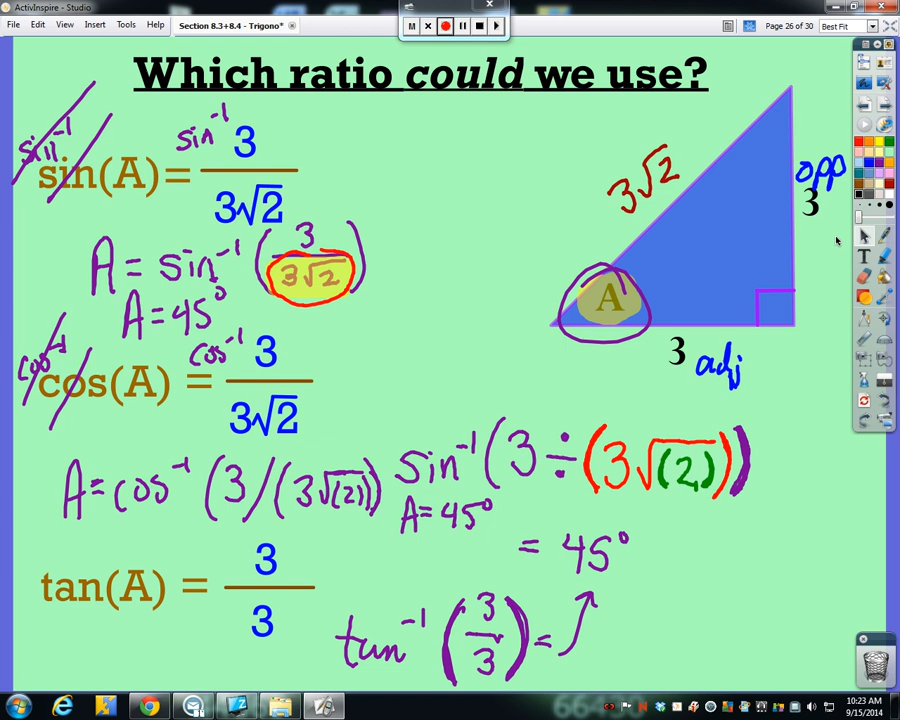 ActivInspire - Studio
File Edit View Insert Tools Help
Section 8.3+8.4 - Trigono*
Page 26 of 30
Best Fit
M
Which ratio could we use?
sin⁻¹
sin⁻¹
sin(A)= 3
3√2
A = sin⁻¹ (3
3√2)
A=45°
cos⁻¹
cos⁻¹
cos(A) = 3
3√2
A=cos⁻¹ (3/(3√(2))
A=45°
tan(A) = 3
3
3√2
opp
3
A
3
adj
sin⁻¹(3÷(3√(2)))
= 45°
tan⁻¹ (3
3) =
10:23 AM
9/15/2014